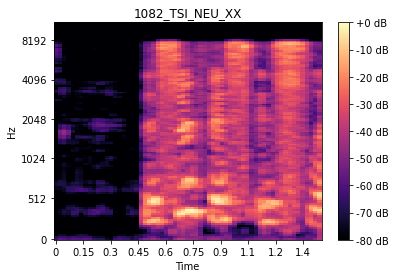 1082_TSI_NEU_XX
+0 dB
8192
-10 dB
4096
-20 dB
-30 dB
2048
Hz
-40 dB
1024
-50 dB
512
-60 dB
-70 dB
0
-80 dB
0 0.15 0.3 0.45 0.6 0.75 0.9 1.1 1.2 1.4
Time